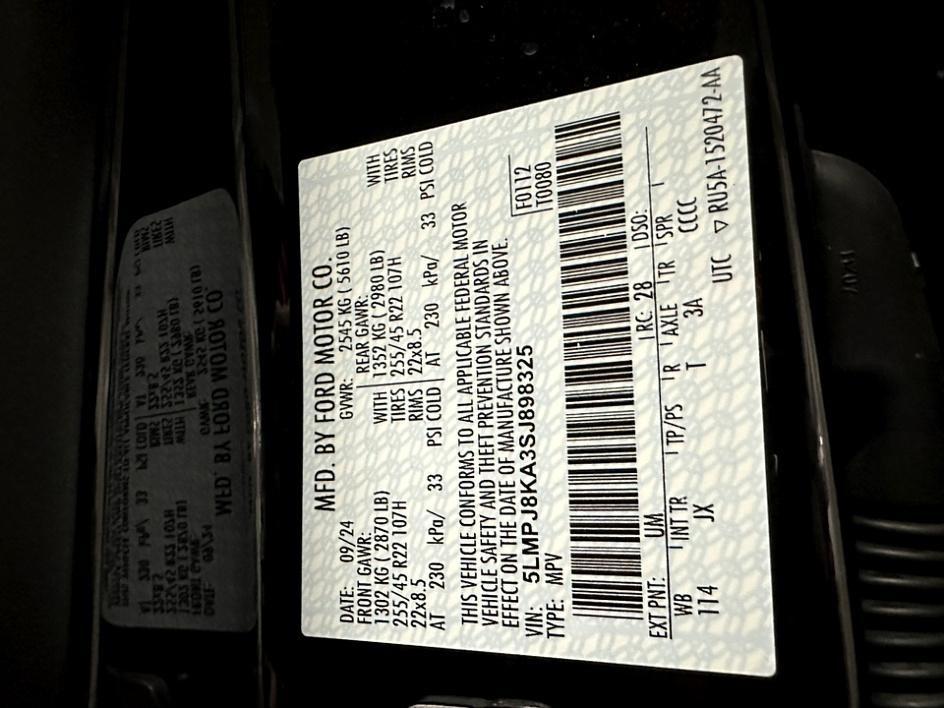 MFD. BY FORD MOTOR CO.
DATE: 09/24 GVWR: 2545 KG ( 5610 LB)
FRONT GAWR: REAR GAWR:
1302 KG ( 2870 LB) WITH 1352 KG ( 2980 LB) WITH
255/45 R22 107H TIRES 255/45 R22 107H TIRES
22x8.5 RIMS 22x8.5 RIMS
AT 230 kPa/ 33 PSI COLD AT 230 kPa/ 33 PSI COLD
THIS VEHICLE CONFORMS TO ALL APPLICABLE FEDERAL MOTOR
VEHICLE SAFETY AND THEFT PREVENTION STANDARDS IN
EFFECT ON THE DATE OF MANUFACTURE SHOWN ABOVE.
VIN: 5LMPJ8KA3SJ898325 F0112
TYPE: MPV T0080
EXT PNT: UM RC: 28 DSO:
WB INT TR TP/PS R AXLE TR SPR
114 JX T 3A CCCC
UTC ▽ RU5A-1520472-AA